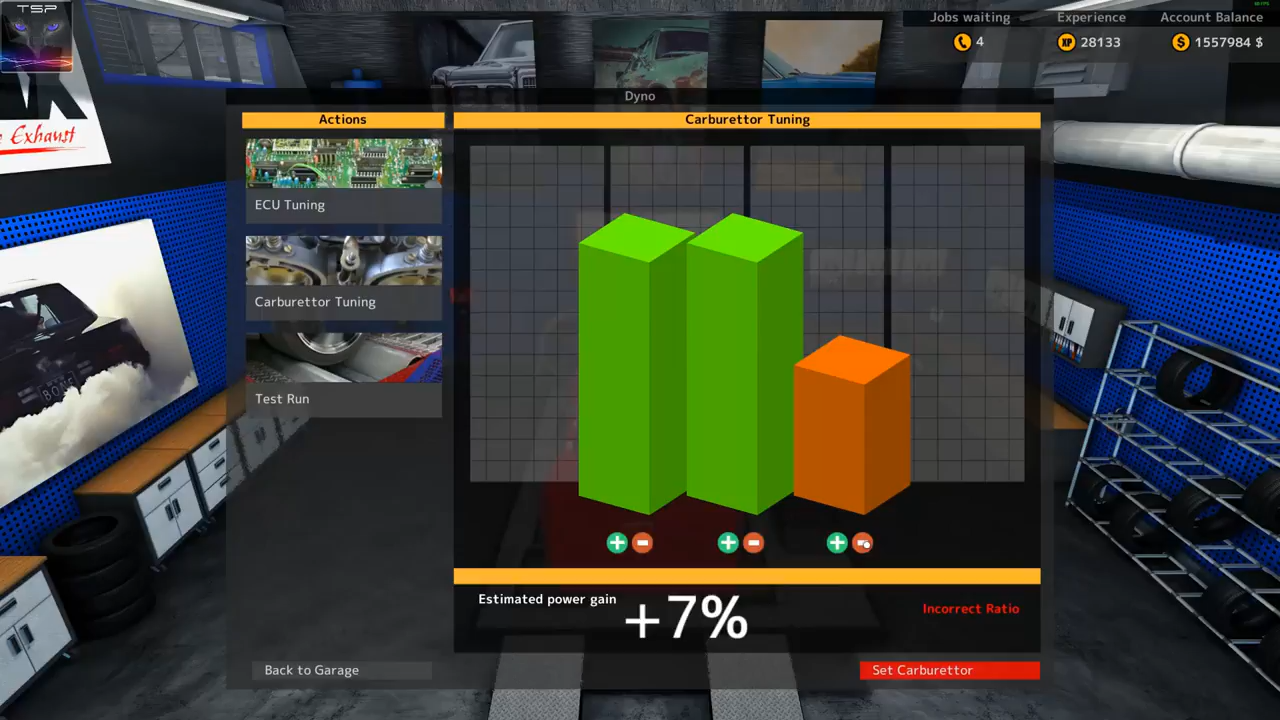 TSP
Jobs waiting
4
Experience
XP 28133
Account Balance
$ 1557984 $
Exhaust
Dyno
Actions
ECU Tuning
Carburettor Tuning
Test Run
Carburettor Tuning
Estimated power gain
+7%
Incorrect Ratio
Back to Garage
Set Carburettor